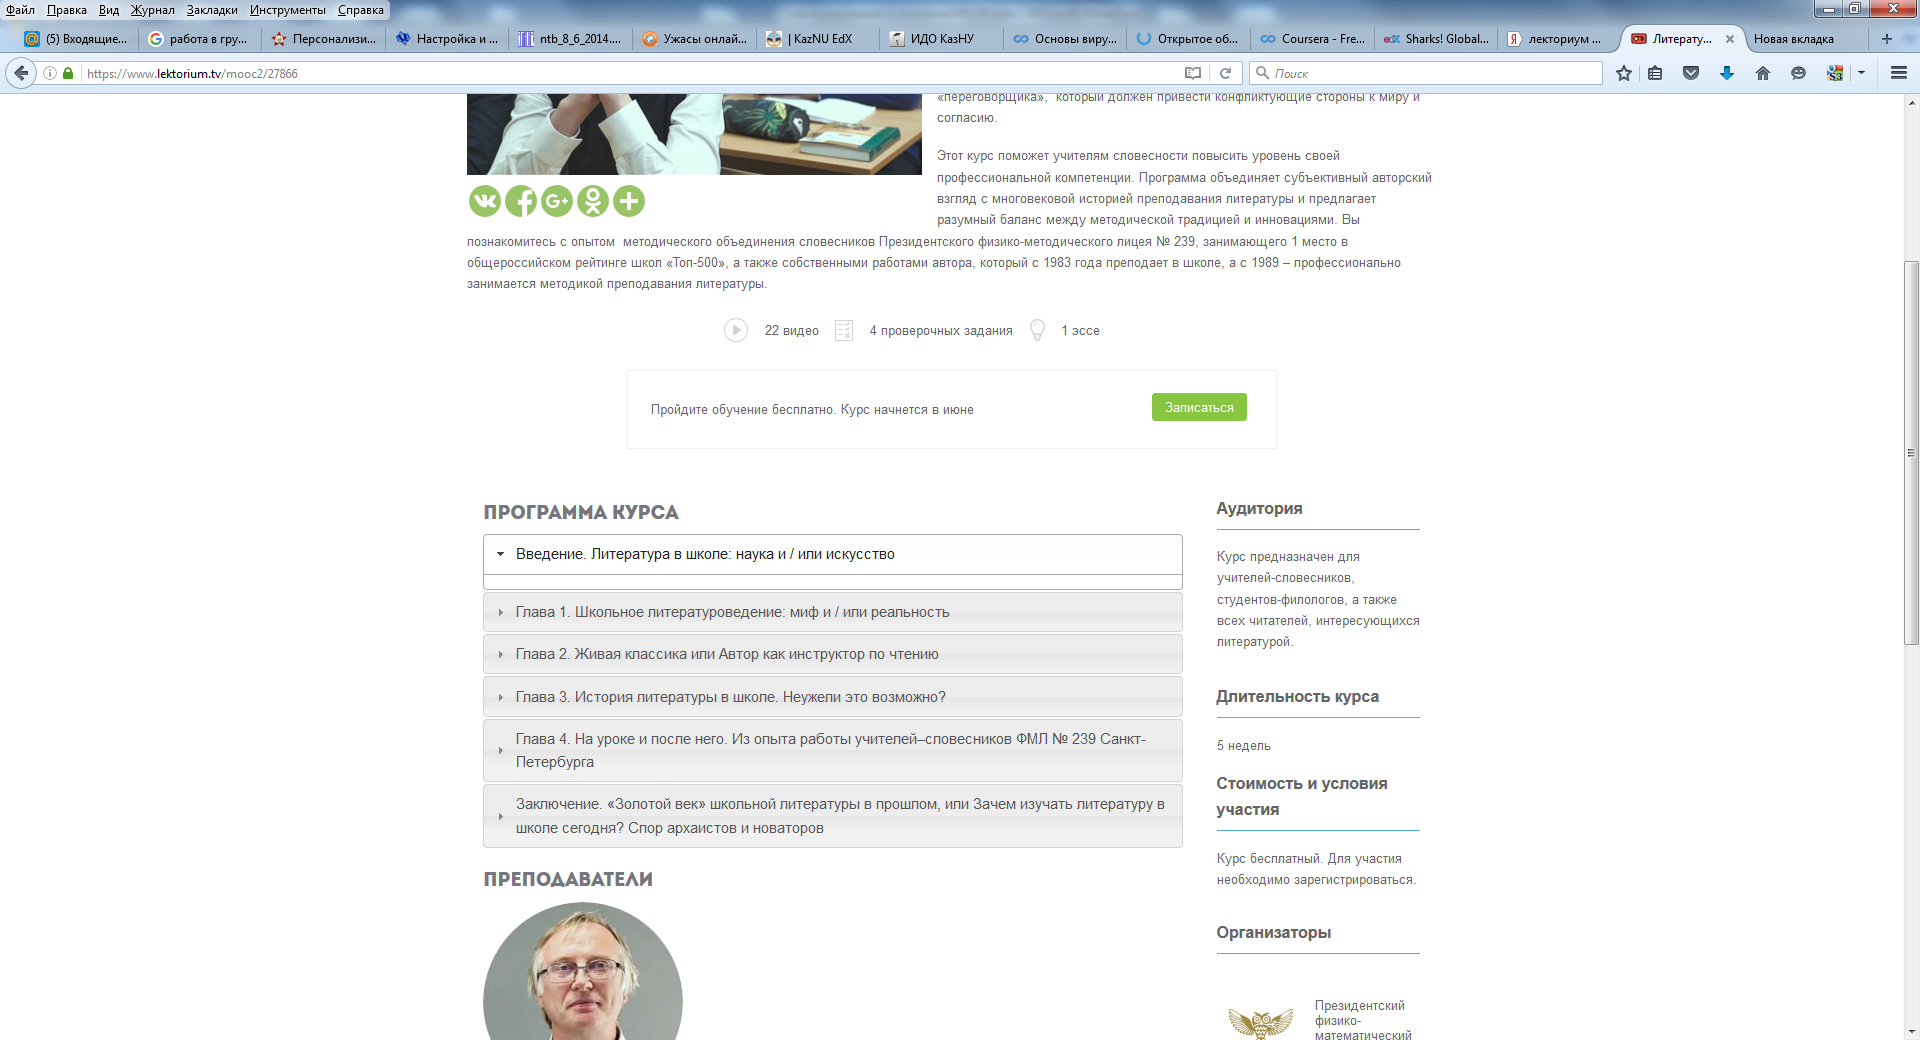 Файл Правка Вид Журнал Закладки Инструменты Справка
(5) Входящие... работа в гру... Персонализи... Настройка и ... ntb_8_6_2014.... Ужасы онлай... | KazNU EdX ИДО КазНУ Основы виру... Открытое об... Coursera - Fre... edX Sharks! Global... Я лекториум ... Литерату... Новая вкладка
https://www.lektorium.tv/mooc2/27866 Поиск
«переговорщика», который должен привести конфликтующие стороны к миру и
согласию.
Этот курс поможет учителям словесности повысить уровень своей
профессиональной компетенции. Программа объединяет субъективный авторский
взгляд с многовековой историей преподавания литературы и предлагает
разумный баланс между методической традицией и инновациями. Вы
познакомитесь с опытом методического объединения словесников Президентского физико-методического лицея № 239, занимающего 1 место в
общероссийском рейтинге школ «Топ-500», а также собственными работами автора, который с 1983 года преподает в школе, а с 1989 – профессионально
занимается методикой преподавания литературы.
22 видео 4 проверочных задания 1 эссе
Пройдите обучение бесплатно. Курс начнется в июне Записаться
ПРОГРАММА КУРСА
Введение. Литература в школе: наука и / или искусство
Глава 1. Школьное литературоведение: миф и / или реальность
Глава 2. Живая классика или Автор как инструктор по чтению
Глава 3. История литературы в школе. Неужели это возможно?
Глава 4. На уроке и после него. Из опыта работы учителей–словесников ФМЛ № 239 Санкт-
Петербурга
Заключение. «Золотой век» школьной литературы в прошлом, или Зачем изучать литературу в
школе сегодня? Спор архаистов и новаторов
ПРЕПОДАВАТЕЛИ
Аудитория
Курс предназначен для
учителей-словесников,
студентов-филологов, а также
всех читателей, интересующихся
литературой.
Длительность курса
5 недель
Стоимость и условия
участия
Курс бесплатный. Для участия
необходимо зарегистрироваться.
Организаторы
Президентский
физико-
математический